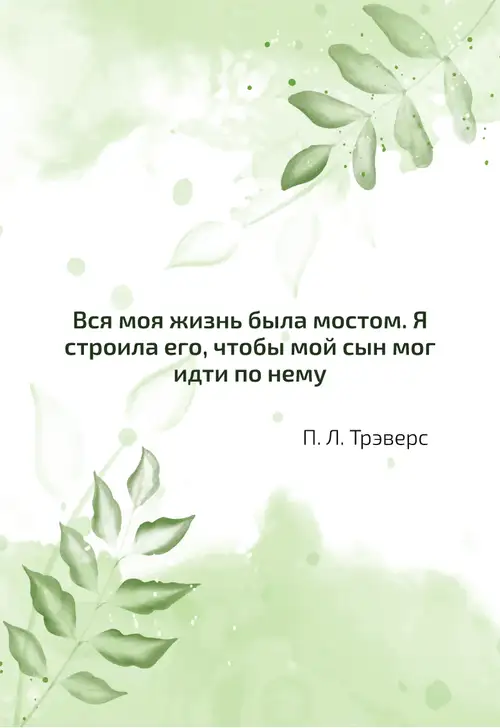 Вся моя жизнь была мостом. Я
строила его, чтобы мой сын мог
идти по нему
П. Л. Трэверс